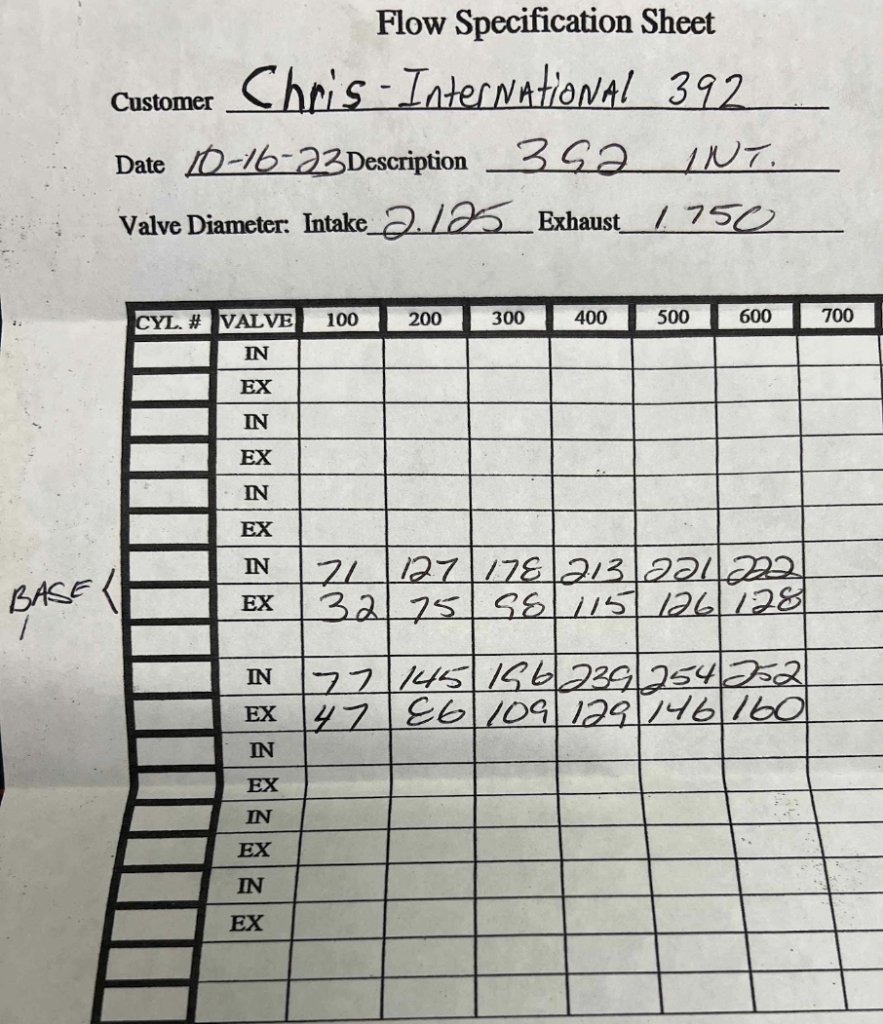 Flow Specification Sheet
Customer Chris - International 392
Date 10-16-23 Description 392 INT.
Valve Diameter: Intake 2.125 Exhaust 1.750
CYL. # VALVE 100 200 300 400 500 600 700
IN
EX
IN
EX
IN
EX
IN 71 127 178 213 221 222
BASE EX 32 75 98 115 126 128
IN 77 145 196 239 254 252
EX 47 86 109 129 146 160
IN
EX
IN
EX
IN
EX